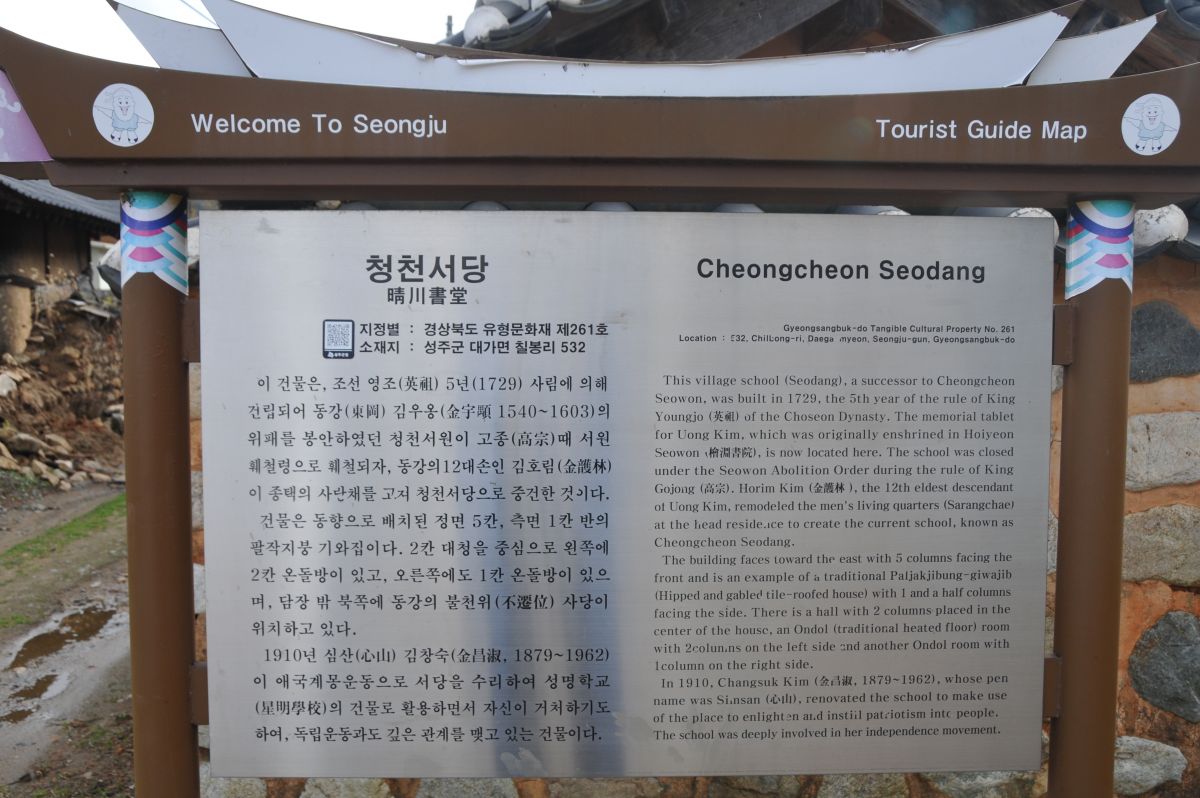 Welcome To Seongju
Tourist Guide Map
청천서당
晴川書堂
지정별 : 경상북도 유형문화재 제261호
소재지 : 성주군 대가면 칠봉리 532
이 건물은, 조선 영조(英祖) 5년(1729) 사림에 의해
건립되어 동강(東岡) 김우옹(金宇顒 1540~1603)의
위패를 봉안하였던 청천서원이 고종(高宗)때 서원
훼철령으로 훼철되자, 동강의12대손인 김호림(金護林)
이 종택의 사랑채를 고쳐 청천서당으로 중건한 것이다.
건물은 동향으로 배치된 정면 5칸, 측면 1칸 반의
팔작지붕 기와집이다. 2칸 대청을 중심으로 왼쪽에
2칸 온돌방이 있고, 오른쪽에도 1칸 온돌방이 있으
며, 담장 밖 북쪽에 동강의 불천위(不遷位) 사당이
위치하고 있다.
1910년 심산(心山) 김창숙(金昌淑, 1879~1962)
이 애국계몽운동으로 서당을 수리하여 성명학교
(星明學校)의 건물로 활용하면서 자신이 거처하기도
하여, 독립운동과도 깊은 관계를 맺고 있는 건물이다.
Cheongcheon Seodang
Gyeongsangbuk-do Tangible Cultural Property No. 261
Location : 532, ChilLong-ri, Daega myeon, Seongju-gun, Gyeongsangbuk-do
This village school (Seodang), a successor to Cheongcheon
Seowon, was built in 1729, the 5th year of the rule of King
Youngjo (英祖) of the Choseon Dynasty. The memorial tablet
for Uong Kim, which was originally enshrined in Hoiyeon
Seowon (檜淵書院), is now located here. The school was closed
under the Seowon Abolition Order during the rule of King
Gojong (高宗). Horim Kim (金護林 ), the 12th eldest descendant
of Uong Kim, remodeled the men's living quarters (Sarangchae)
at the head residence to create the current school, known as
Cheongcheon Seodang.
The building faces toward the east with 5 columns facing the
front and is an example of a traditional Paljakjibung-giwajib
(Hipped and gabled tile-roofed house) with 1 and a half columns
facing the side. There is a hall with 2 columns placed in the
center of the house, an Ondol (traditional heated floor) room
with 2columns on the left side and another Ondol room with
1column on the right side.
In 1910, Changsuk Kim (金昌淑, 1879~1962), whose pen
name was Simsan (心山), renovated the school to make use
of the place to enlighten and instill patriotism into people.
The school was deeply involved in her independence movement.